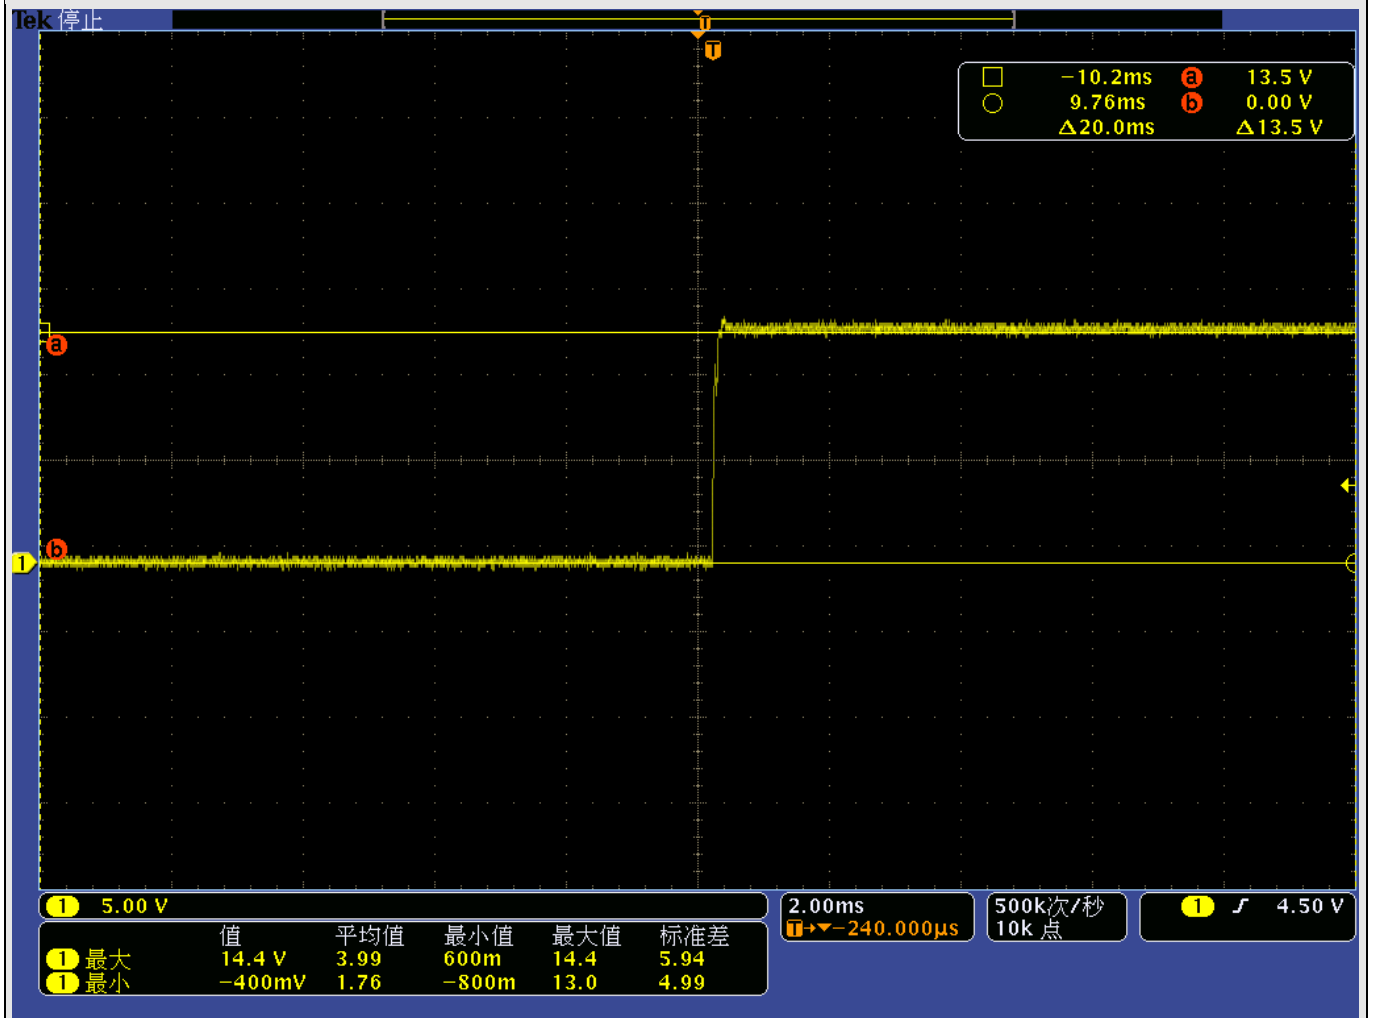 Tek 停止
T
T
−10.2ms a 13.5 V
9.76ms b 0.00 V
Δ20.0ms Δ13.5 V
a
b
1
1 5.00 V
2.00ms
T→▼−240.000µs
500k次/秒
10k 点
1 4.50 V
值 平均值 最小值 最大值 标准差
1 最大 14.4 V 3.99 600m 14.4 5.94
1 最小 −400mV 1.76 −800m 13.0 4.99